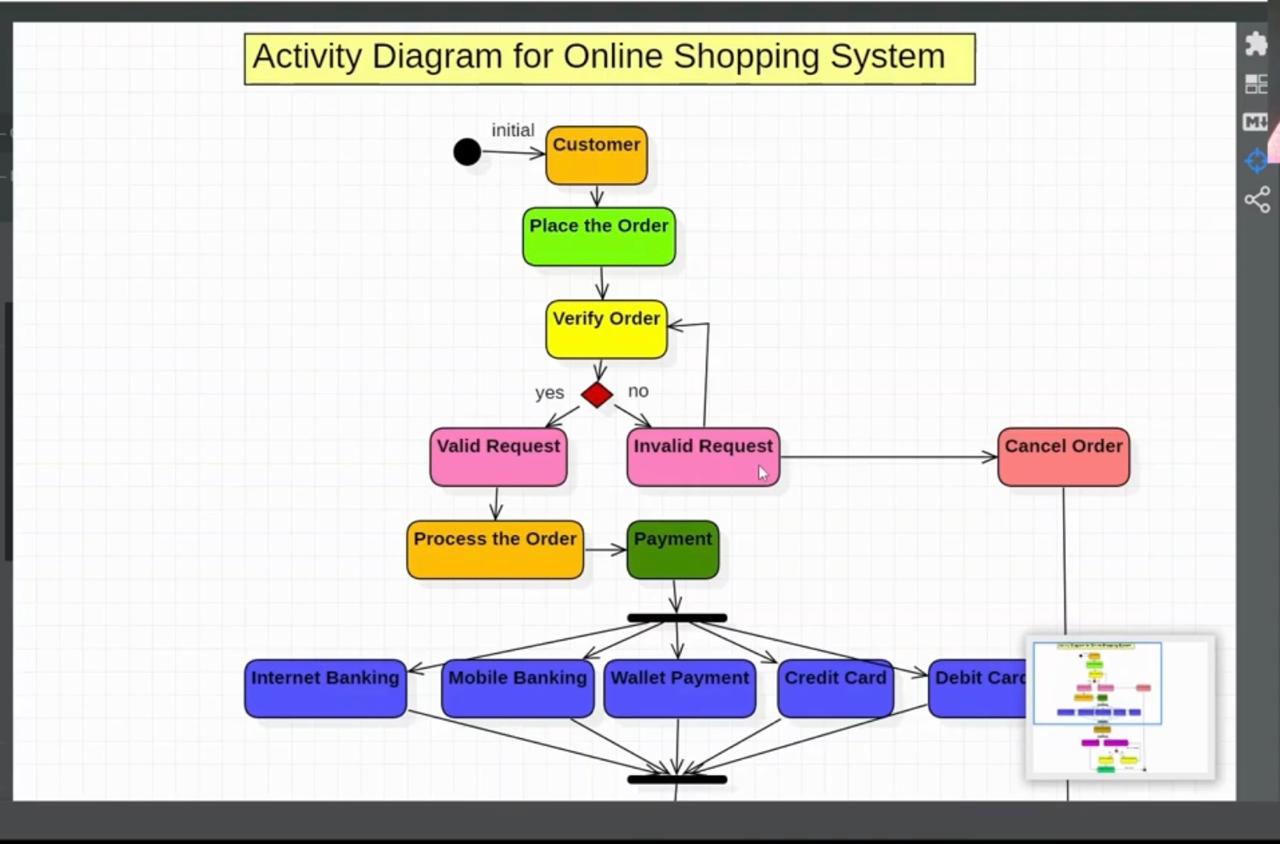 Activity Diagram for Online Shopping System
initial
Customer
Place the Order
Verify Order
yes
no
Valid Request
Invalid Request
Cancel Order
Process the Order
Payment
Internet Banking
Mobile Banking
Wallet Payment
Credit Card
Debit Card
M